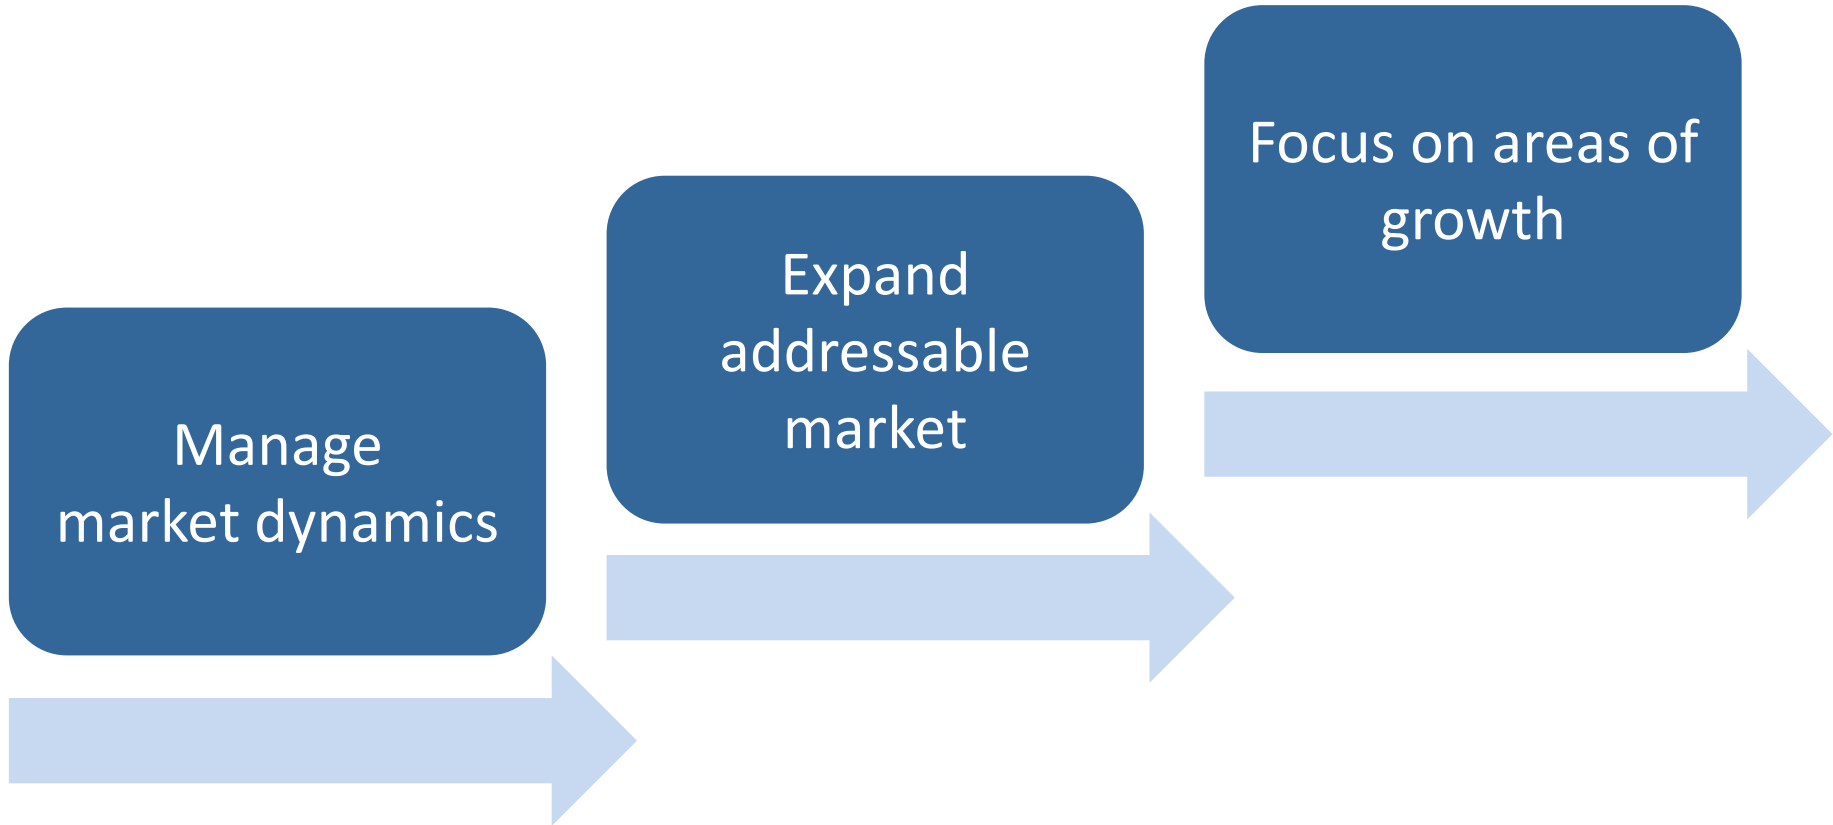 Manage
market dynamics
Expand
addressable
market
Focus on areas of
growth